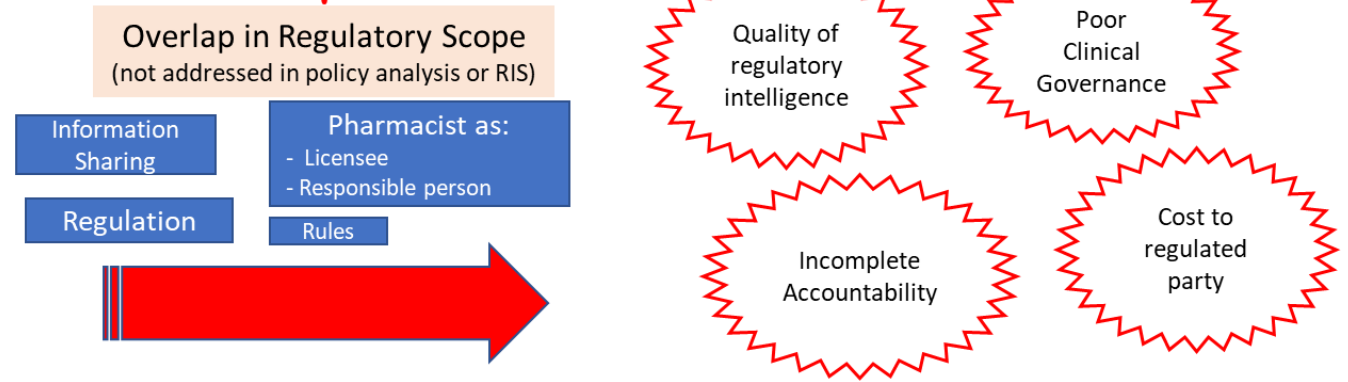 Overlap in Regulatory Scope
(not addressed in policy analysis or RIS)
Information
Sharing
Pharmacist as:
- Licensee
- Responsible person
Regulation
Rules
Quality of
regulatory
intelligence
Poor
Clinical
Governance
Incomplete
Accountability
Cost to
regulated
party